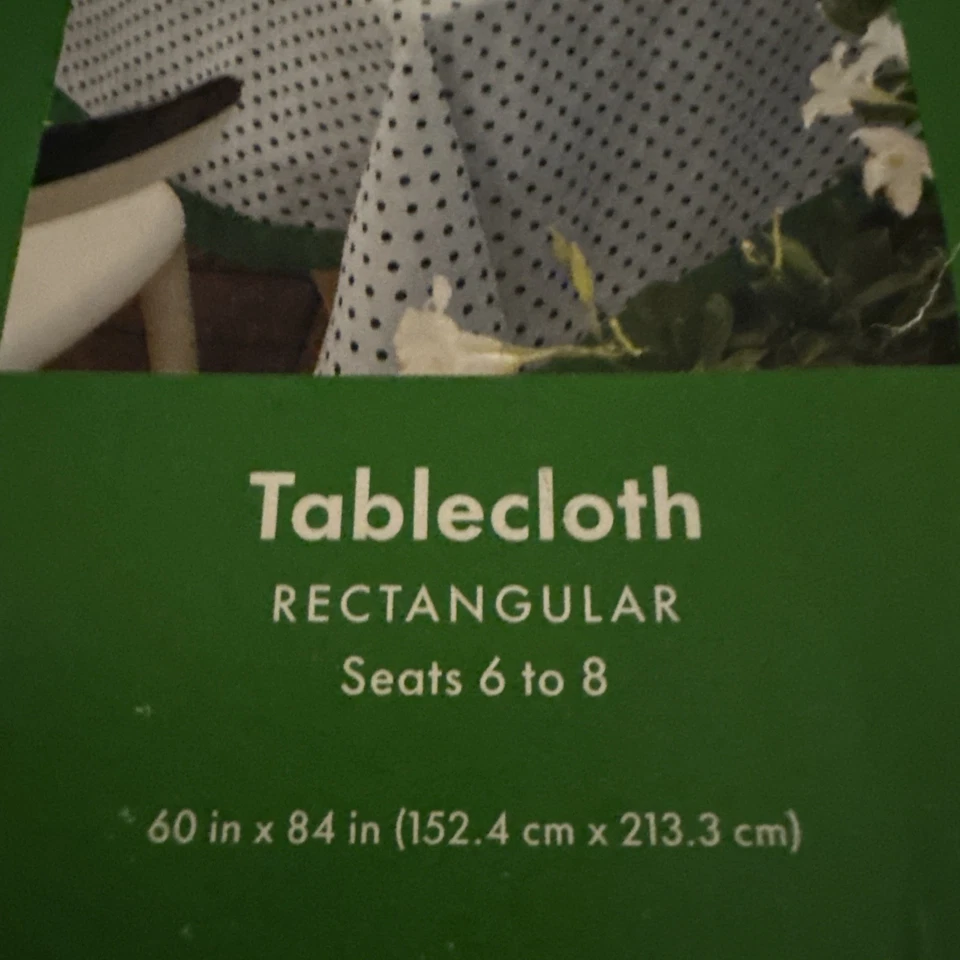 Tablecloth
RECTANGULAR
Seats 6 to 8
60 in x 84 in (152.4 cm x 213.3 cm)